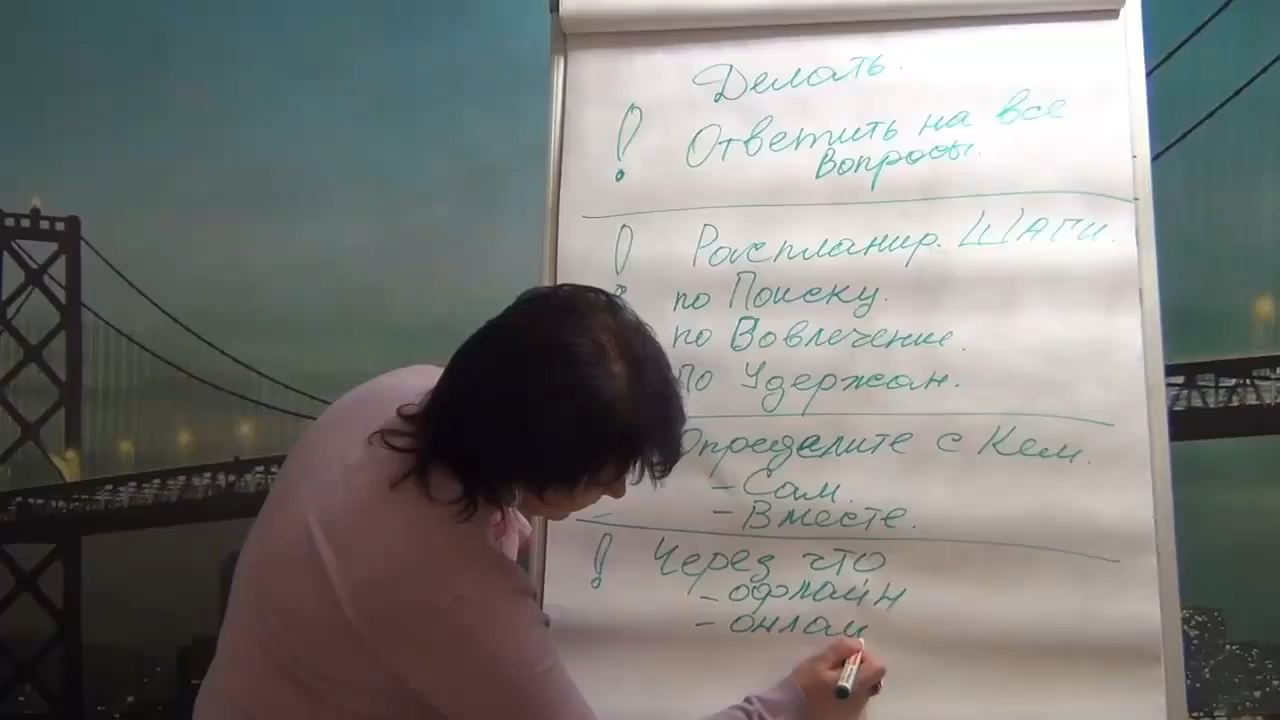 Делать.
! Ответить на все
Вопросы.
! Распланир. ШАГИ.
по Поиску.
по Вовлечение.
по Удержан.
Определите с Кем.
- Сам.
- Вместе.
! Через что
- офлайн
- онлаи